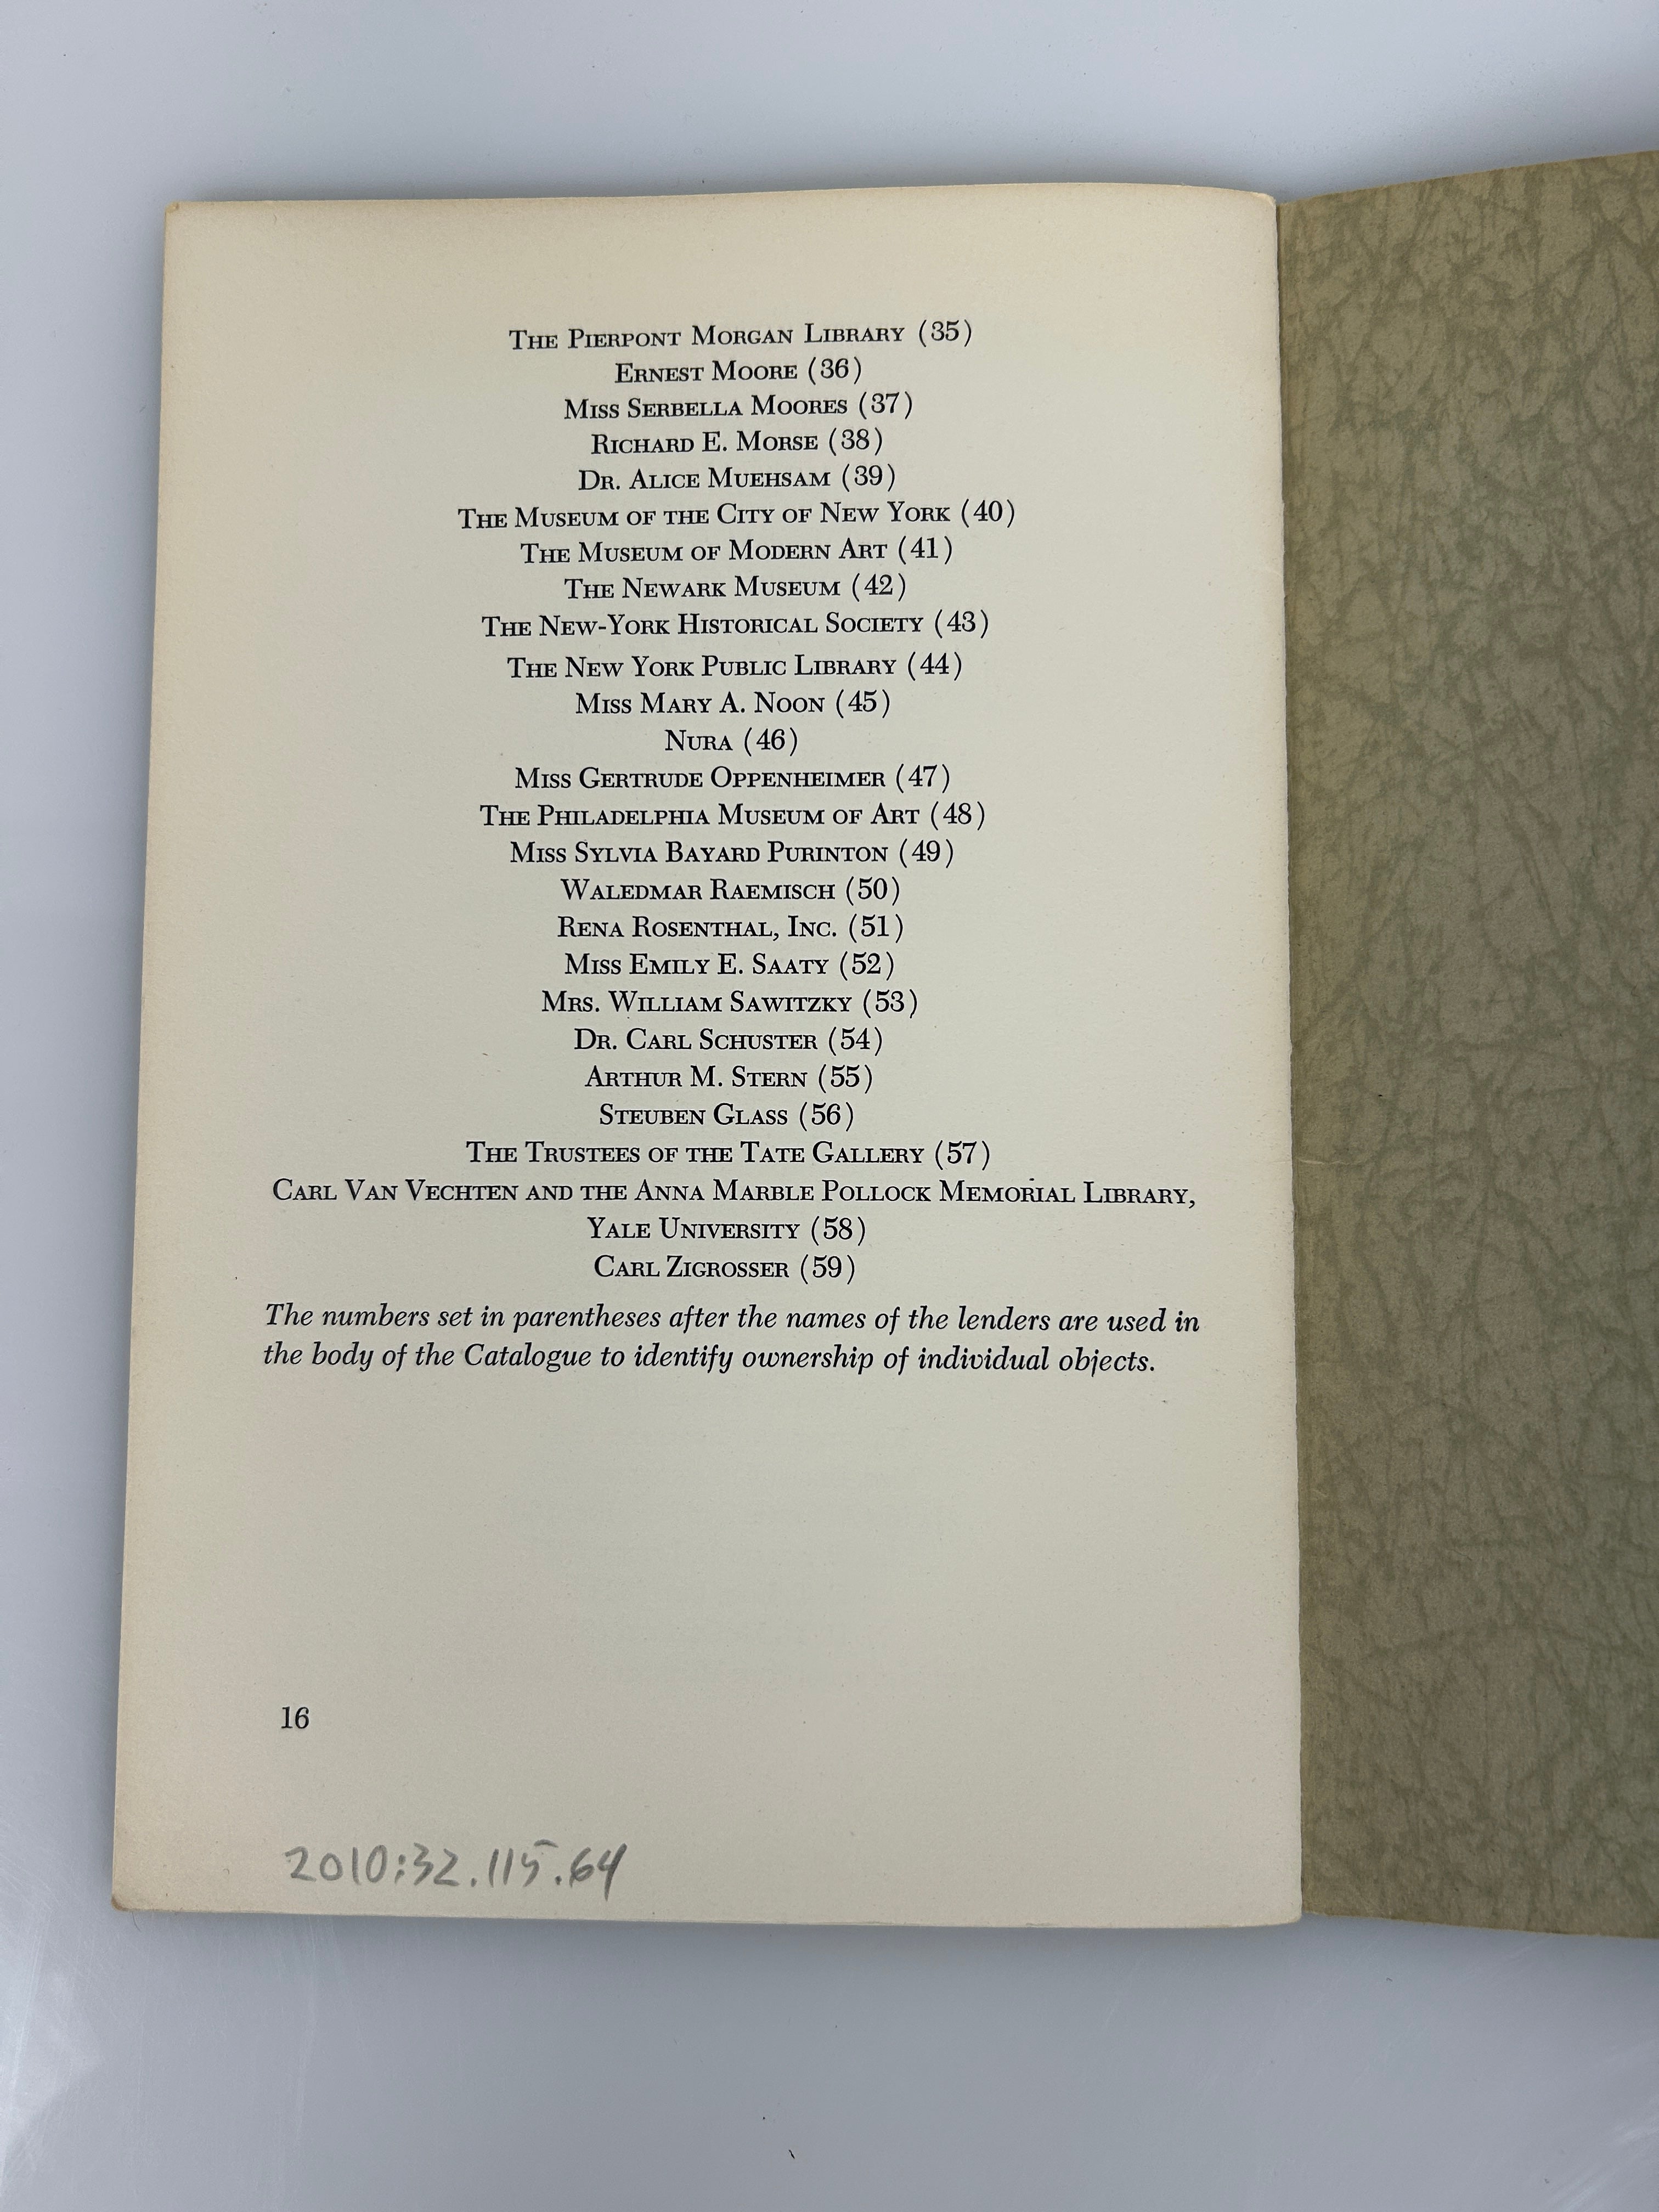 The Pierpont Morgan Library (35)
Ernest Moore (36)
Miss Serbella Moores (37)
Richard E. Morse (38)
Dr. Alice Muehsam (39)
The Museum of the City of New York (40)
The Museum of Modern Art (41)
The Newark Museum (42)
The New-York Historical Society (43)
The New York Public Library (44)
Miss Mary A. Noon (45)
Nura (46)
Miss Gertrude Oppenheimer (47)
The Philadelphia Museum of Art (48)
Miss Sylvia Bayard Purinton (49)
Waledmar Raemisch (50)
Rena Rosenthal, Inc. (51)
Miss Emily E. Saaty (52)
Mrs. William Sawitzky (53)
Dr. Carl Schuster (54)
Arthur M. Stern (55)
Steuben Glass (56)
The Trustees of the Tate Gallery (57)
Carl Van Vechten and the Anna Marble Pollock Memorial Library,
Yale University (58)
Carl Zigrosser (59)
The numbers set in parentheses after the names of the lenders are used in
the body of the Catalogue to identify ownership of individual objects.
16
2010:32.115.64